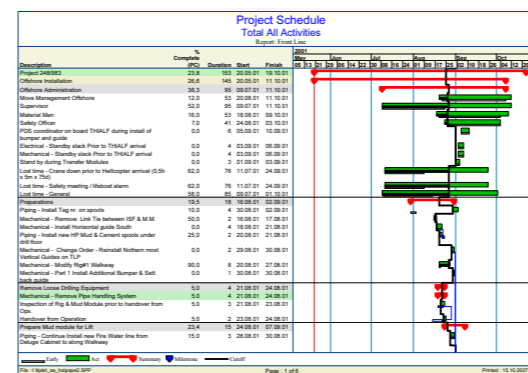 Project Schedule
Total All Activities
Report: Front Line
Description % Complete (PC) Duration Start Finish
2001
May Jun Jul Aug Sep Oct
Project 248/983 23,8 153 20.05.01 19.10.01
Offshore Installation 26,6 145 20.05.01 11.10.01
Offshore Administration 36,3 95 09.07.01 11.10.01
Move Management Offshore 12,0 53 20.08.01 11.10.01
Supervisor 52,0 95 09.07.01 11.10.01
Material Man 16,0 53 18.08.01 09.10.01
Safety Officer 7,0 41 24.08.01 03.10.01
PDS coordinator on board THIALF during install of
bumper and guide 0,0 6 05.09.01 10.09.01
Electrical - Standby slack Prior to THIALF arrival 0,0 4 03.09.01 06.09.01
Mechanical - Standby slack Prior to THIALF arrival 0,0 4 03.09.01 06.09.01
Stand by during Transfer Modules 0,0 3 01.09.01 03.09.01
Lost time - Crane down prior to Helicopter arrival (0,5h
x 5m x 75d) 62,0 76 11.07.01 24.09.01
Lost time - Safety meeting / lifeboat alarm 62,0 76 11.07.01 24.09.01
Lost time - General 58,0 85 09.07.01 01.10.01
Preparations 19,5 18 16.08.01 02.09.01
Piping - Install Tag nr. on spools 10,0 4 30.08.01 02.09.01
Mechanical - Remove Link Tie between ISF & M.M. 50,0 2 16.08.01 17.08.01
Mechanical - Install Horisontal guide South 0,0 4 18.08.01 21.08.01
Piping - Install new HP Mud & Cement spools under
drill floor 25,0 2 20.08.01 21.08.01
Mechanical - Change Order - Reinstall Nothern most
Vertical Guides on TLP 0,0 2 29.08.01 30.08.01
Mechanical - Modify Rig#1 Walkway 90,0 8 20.08.01 27.08.01
Mechanical - Part 1 Install Additional Bumper & Sett
back guide 0,0 1 30.08.01 30.08.01
Remove Loose Drilling Equipment 5,0 4 21.08.01 24.08.01
Mechanical - Remove Pipe Handling System 5,0 4 21.08.01 24.08.01
Inspection of Rig & Mud Module prior to handover from
Ops. 5,0 3 21.08.01 23.08.01
Handover from Operation 5,0 2 23.08.01 24.08.01
Prepare Mud module for Lift 23,4 15 24.08.01 07.09.01
Piping - Continue Install new Fire Water line from
Deluge Cabinet to along Walkway 15,0 3 28.08.01 30.08.01
Early Act Summary Milestone Cutoff
Page : 1 of 6
Printed : 15.10.2007